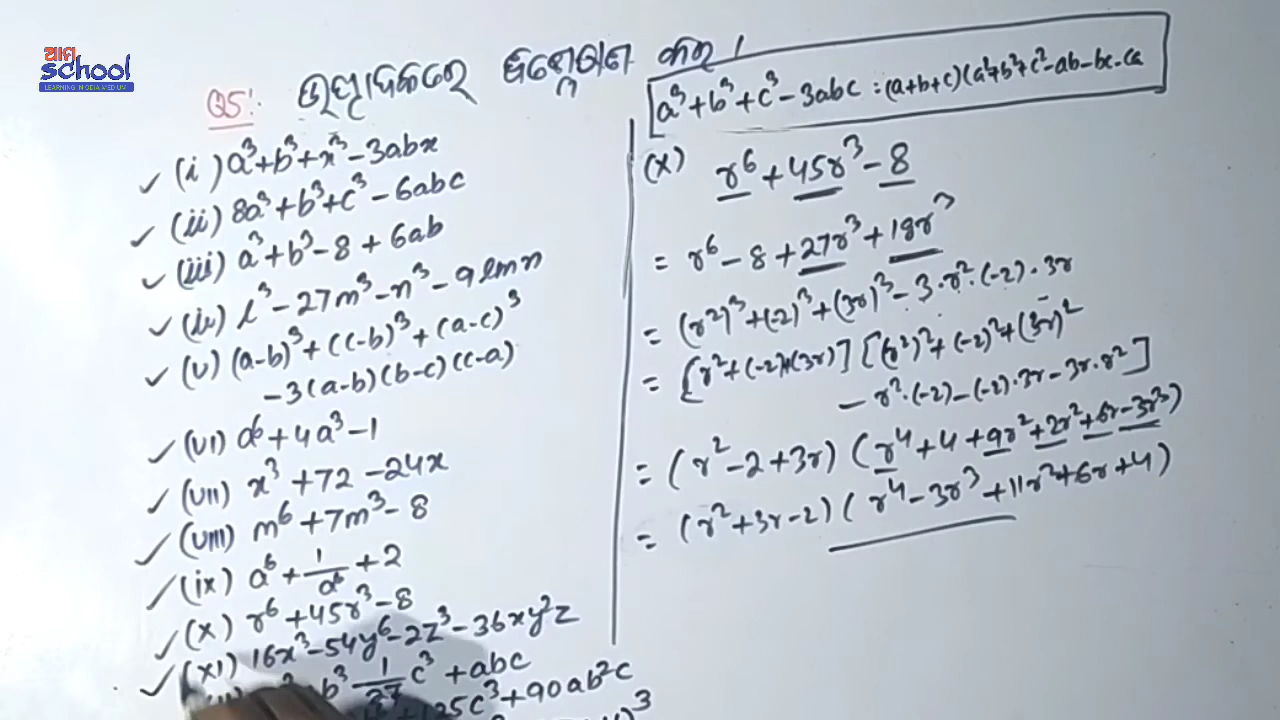 ଆମ
school
LEARNING IN ODIA MEDIUM
Q5: ଉତ୍ପାଦକରେ ବିଶ୍ଳେଷଣ କର ।
(i) a³+b³+x³-3abx
(ii) 8a³+b³+c³-6abc
(iii) a³+b³-8+6ab
(iv) l³-27m³-n³-9lmn
(v) (a-b)³+(c-b)³+(a-c)³
-3(a-b)(b-c)(c-a)
(VI) a⁶+4a³-1
(VII) x³+72-24x
(VIII) m⁶+7m³-8
(ix) a⁶+1/a⁶+2
(x) r⁶+45r³-8
(XI) 16x³-54y⁶-2z³-36xy²z
b³ 1/27 c³+abc
125c³+90ab²c
a³+b³+c³-3abc=(a+b+c)(a²+b²+c²-ab-bc-ca
(x) r⁶+45r³-8
= r⁶-8+27r³+18r³
= (r²)³+(-2)³+(3r)³-3·r²·(-2)·3r
= [r²+(-2)+(3r)][(r²)²+(-2)²+(3r)²
-r²·(-2)-(-2)·3r-3r·r²]
= (r²-2+3r)(r⁴+4+9r²+2r²+6r-3r³)
= (r²+3r-2)(r⁴-3r³+11r²+6r+4)